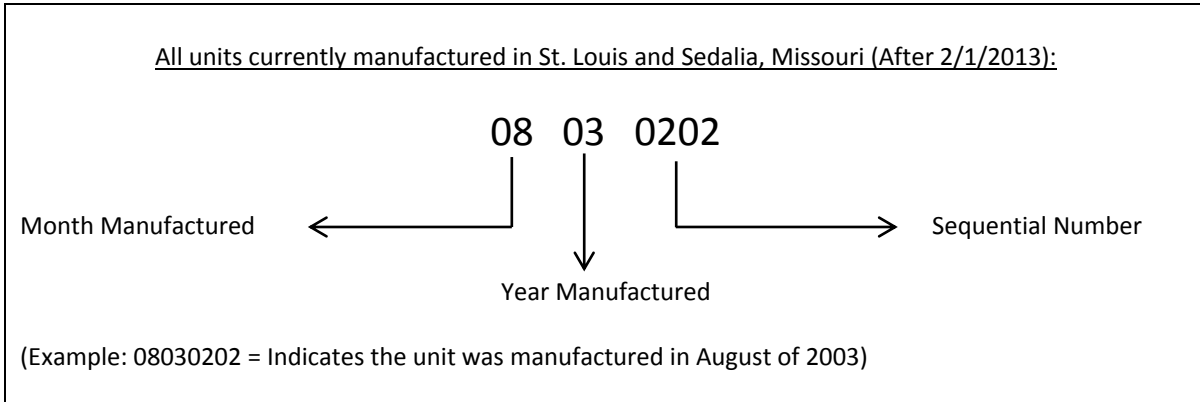 All units currently manufactured in St. Louis and Sedalia, Missouri (After 2/1/2013):
08 03 0202
Month Manufactured
Sequential Number
Year Manufactured
(Example: 08030202 = Indicates the unit was manufactured in August of 2003)